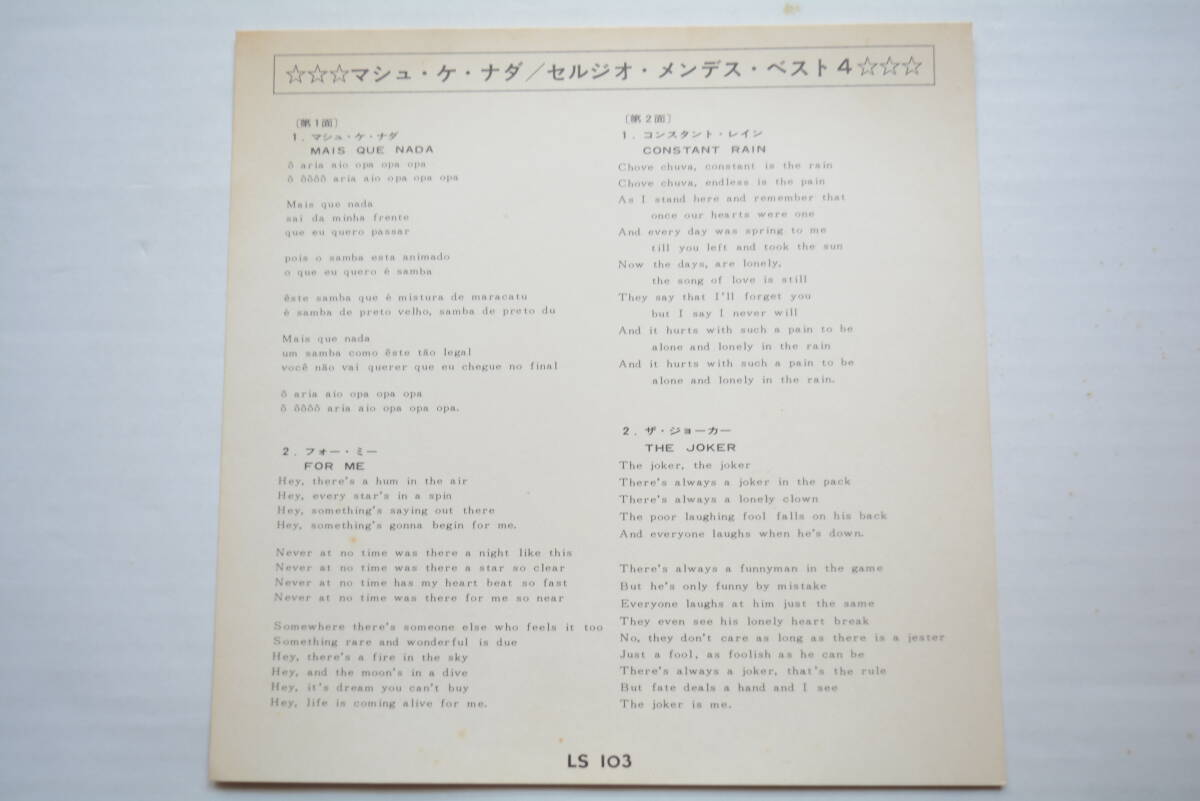 ☆☆☆マシュ・ケ・ナダ／セルジオ・メンデス・ベスト4☆☆☆
〔第1面〕
1．マシュ・ケ・ナダ
MAIS QUE NADA
ô aria aio opa opa opa
ô ôôôô aria aio opa opa opa
Mais que nada
sai da minha frente
que eu quero passar
pois o samba esta animado
o que eu quero é samba
êste samba que é mistura de maracatu
é samba de preto velho, samba de preto du
Mais que nada
um samba como êste tão legal
você não vai querer que eu chegue no final
ô aria aio opa opa opa
ô ôôôô aria aio opa opa opa.
2．フォー・ミー
FOR ME
Hey, there's a hum in the air
Hey, every star's in a spin
Hey, something's saying out there
Hey, something's gonna begin for me.
Never at no time was there a night like this
Never at no time was there a star so clear
Never at no time has my heart beat so fast
Never at no time was there for me so near
Somewhere there's someone else who feels it too
Something rare and wonderful is due
Hey, there's a fire in the sky
Hey, and the moon's in a dive
Hey, it's dream you can't buy
Hey, life is coming alive for me.
〔第2面〕
1．コンスタント・レイン
CONSTANT RAIN
Chove chuva, constant is the rain
Chove chuva, endless is the pain
As I stand here and remember that
once our hearts were one
And every day was spring to me
till you left and took the sun
Now the days, are lonely,
the song of love is still
They say that I'll forget you
but I say I never will
And it hurts with such a pain to be
alone and lonely in the rain
And it hurts with such a pain to be
alone and lonely in the rain.
2．ザ・ジョーカー
THE JOKER
The joker, the joker
There's always a joker in the pack
There's always a lonely clown
The poor laughing fool falls on his back
And everyone laughs when he's down.
There's always a funnyman in the game
But he's only funny by mistake
Everyone laughs at him just the same
They even see his lonely heart break
No, they don't care as long as there is a jester
Just a fool, as foolish as he can be
There's always a joker, that's the rule
But fate deals a hand and I see
The joker is me.
LS 103